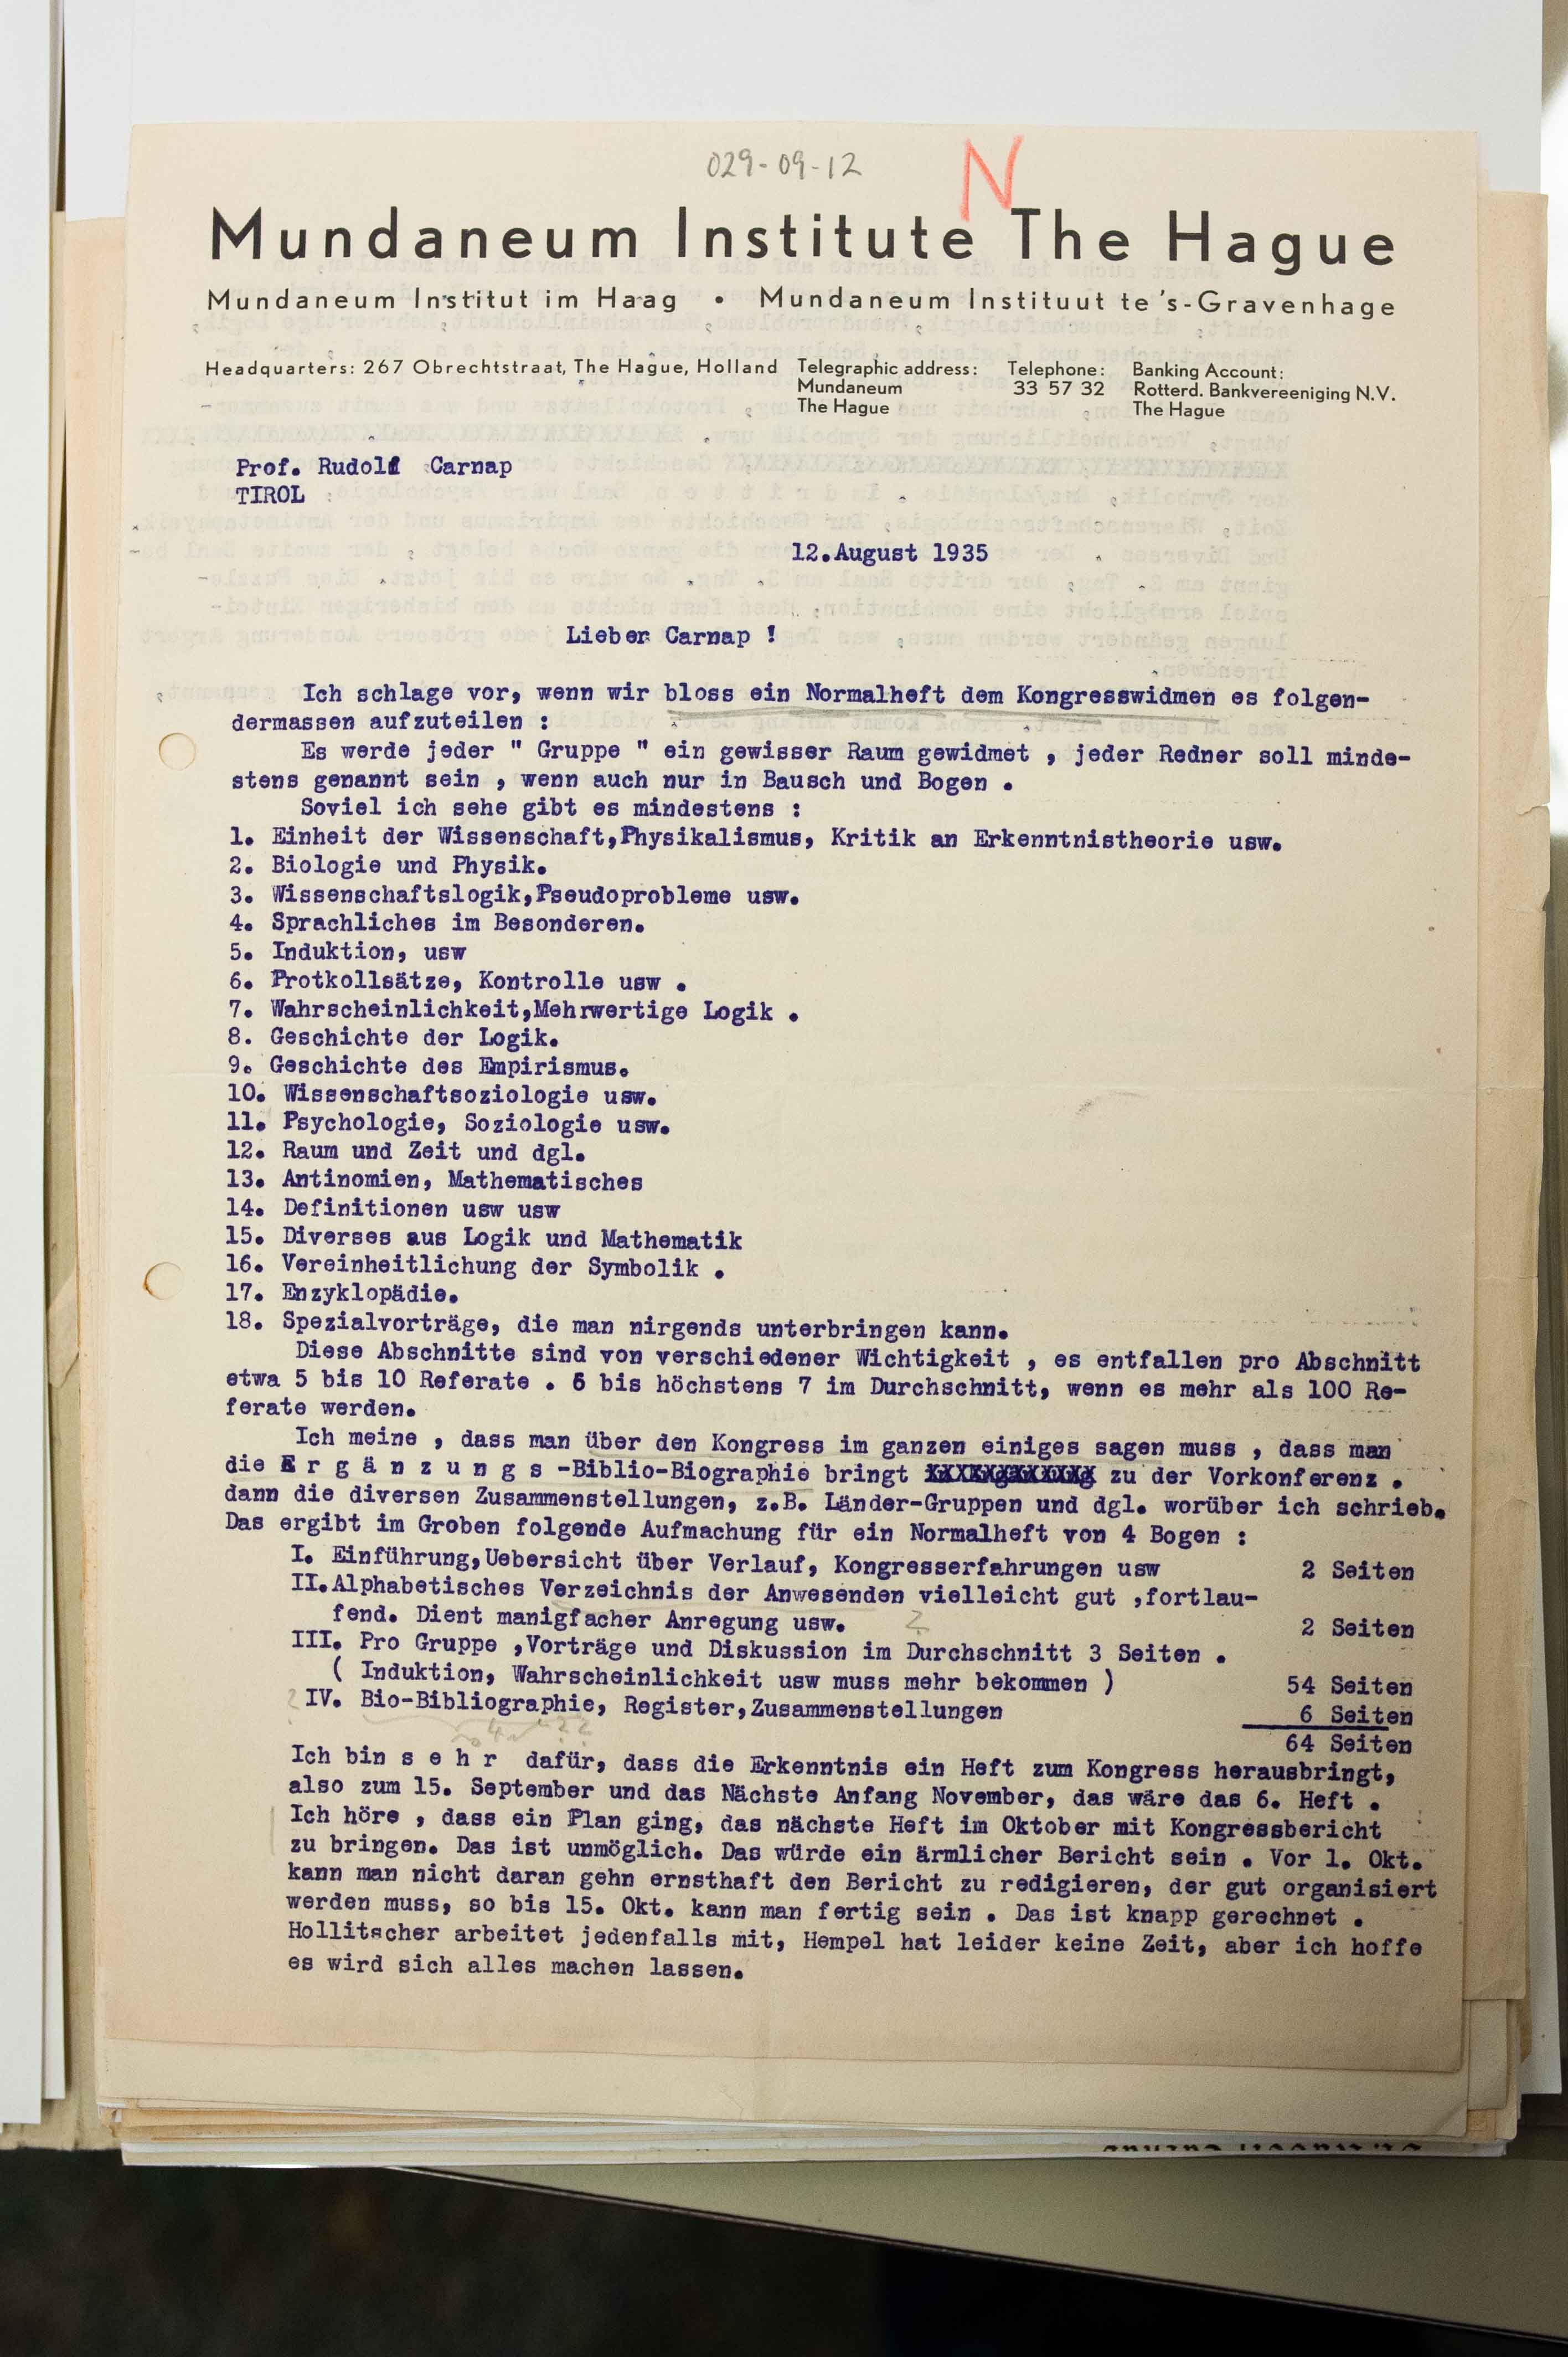 029-09-12
N
Mundaneum Institute The Hague
Mundaneum Institut im Haag • Mundaneum Instituut te 's-Gravenhage
Headquarters: 267 Obrechtstraat, The Hague, Holland Telegraphic address: Telephone: Banking Account:
Mundaneum 33 57 32 Rotterd. Bankvereeniging N.V.
The Hague The Hague
Prof. Rudolf Carnap
TIROL
12.August 1935
Lieber Carnap !
Ich schlage vor, wenn wir bloss ein Normalheft dem Kongresswidmen es folgen-
dermassen aufzuteilen :
Es werde jeder " Gruppe " ein gewisser Raum gewidmet , jeder Redner soll minde-
stens genannt sein , wenn auch nur in Bausch und Bogen .
Soviel ich sehe gibt es mindestens :
1. Einheit der Wissenschaft,Physikalismus, Kritik an Erkenntnistheorie usw.
2. Biologie und Physik.
3. Wissenschaftslogik,Pseudoprobleme usw.
4. Sprachliches im Besonderen.
5. Induktion, usw
6. Protkollsätze, Kontrolle usw .
7. Wahrscheinlichkeit,Mehrwertige Logik .
8. Geschichte der Logik.
9. Geschichte des Empirismus.
10. Wissenschaftsoziologie usw.
11. Psychologie, Soziologie usw.
12. Raum und Zeit und dgl.
13. Antinomien, Mathematisches
14. Definitionen usw usw
15. Diverses aus Logik und Mathematik
16. Vereinheitlichung der Symbolik .
17. Enzyklopädie.
18. Spezialvorträge, die man nirgends unterbringen kann.
Diese Abschnitte sind von verschiedener Wichtigkeit , es entfallen pro Abschnitt
etwa 5 bis 10 Referate . 6 bis höchstens 7 im Durchschnitt, wenn es mehr als 100 Re-
ferate werden.
Ich meine , dass man über den Kongress im ganzen einiges sagen muss , dass man
die E r g ä n z u n g s -Biblio-Biographie bringt zu der Vorkonferenz .
dann die diversen Zusammenstellungen, z.B. Länder-Gruppen und dgl. worüber ich schrieb.
Das ergibt im Groben folgende Aufmachung für ein Normalheft von 4 Bogen :
I. Einführung,Uebersicht über Verlauf, Kongresserfahrungen usw 2 Seiten
II.Alphabetisches Verzeichnis der Anwesenden vielleicht gut ,fortlau-
fend. Dient manigfacher Anregung usw. ? 2 Seiten
III. Pro Gruppe ,Vorträge und Diskussion im Durchschnitt 3 Seiten .
( Induktion, Wahrscheinlichkeit usw muss mehr bekommen ) 54 Seiten
? IV. Bio-Bibliographie, Register,Zusammenstellungen 6 Seiten
64 Seiten
Ich bin s e h r dafür, dass die Erkenntnis ein Heft zum Kongress herausbringt,
also zum 15. September und das Nächste Anfang November, das wäre das 6. Heft .
Ich höre , dass ein Plan ging, das nächste Heft im Oktober mit Kongressbericht
zu bringen. Das ist unmöglich. Das würde ein ärmlicher Bericht sein . Vor 1. Okt.
kann man nicht daran gehn ernsthaft den Bericht zu redigieren, der gut organisiert
werden muss, so bis 15. Okt. kann man fertig sein . Das ist knapp gerechnet .
Hollitscher arbeitet jedenfalls mit, Hempel hat leider keine Zeit, aber ich hoffe
es wird sich alles machen lassen.